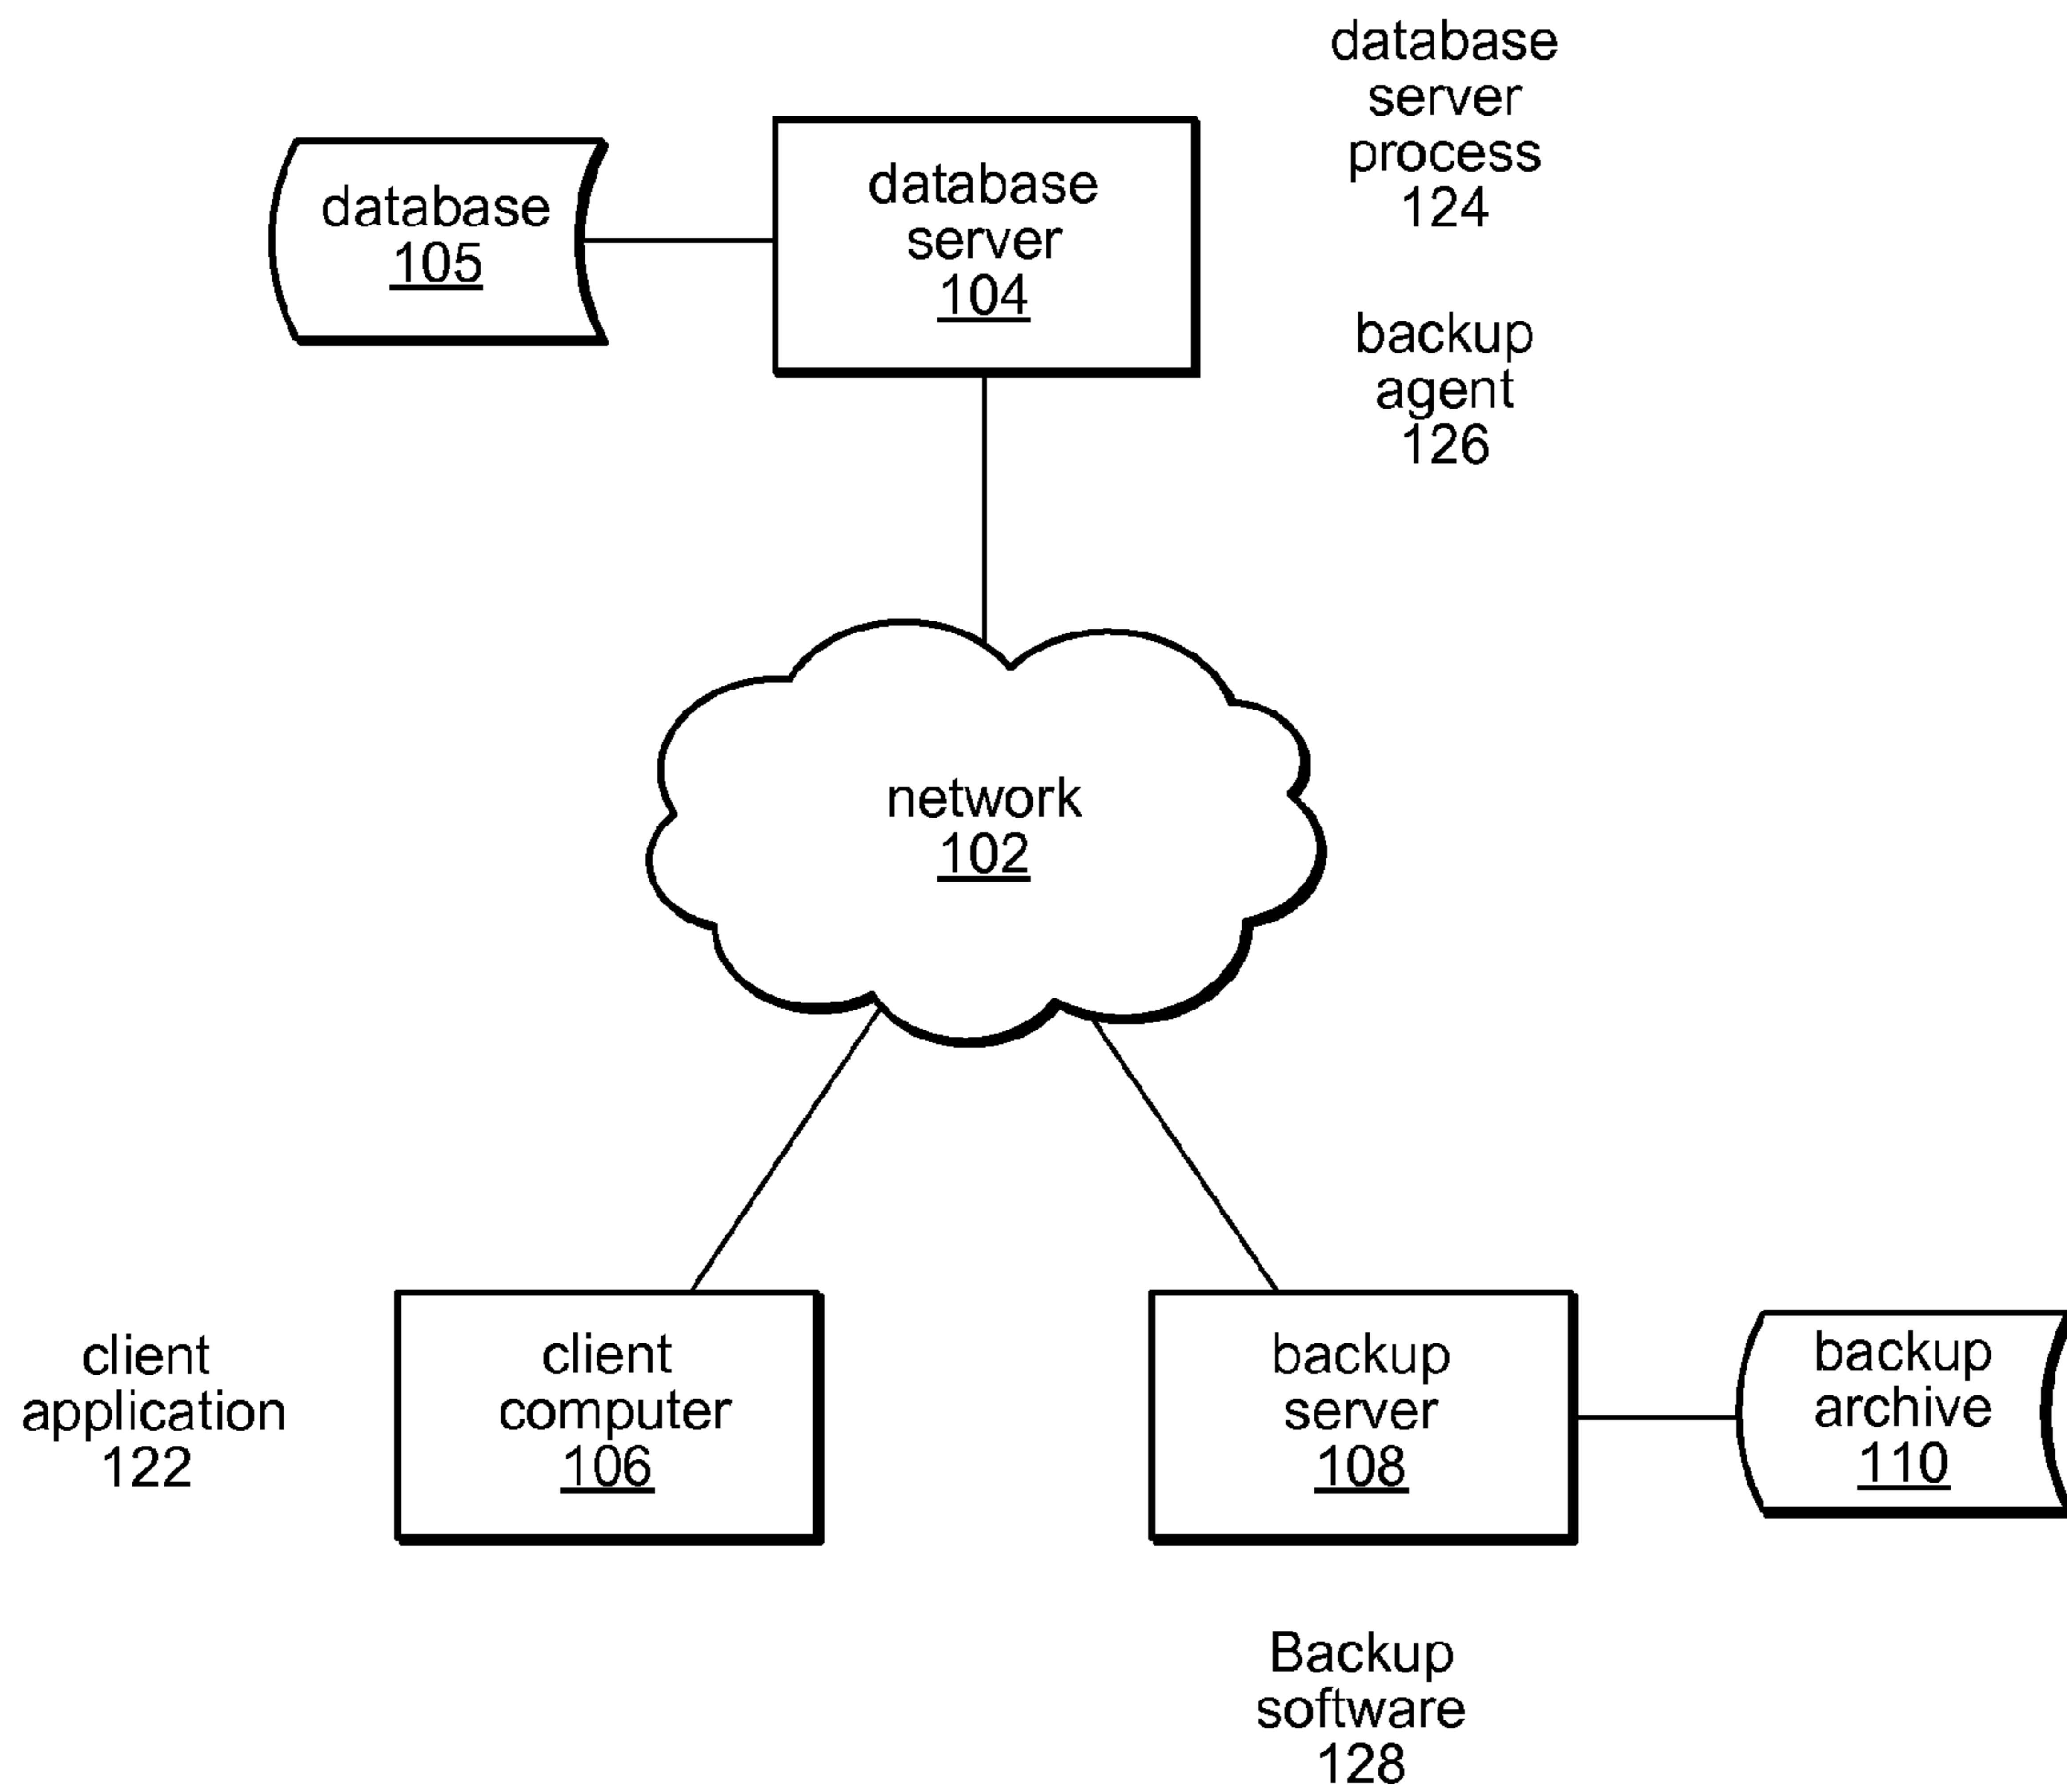 database
server
process
124
database
105
database
server
104
backup
agent
126
network
102
client
application
122
client
computer
106
backup
server
108
backup
archive
110
Backup
software
128